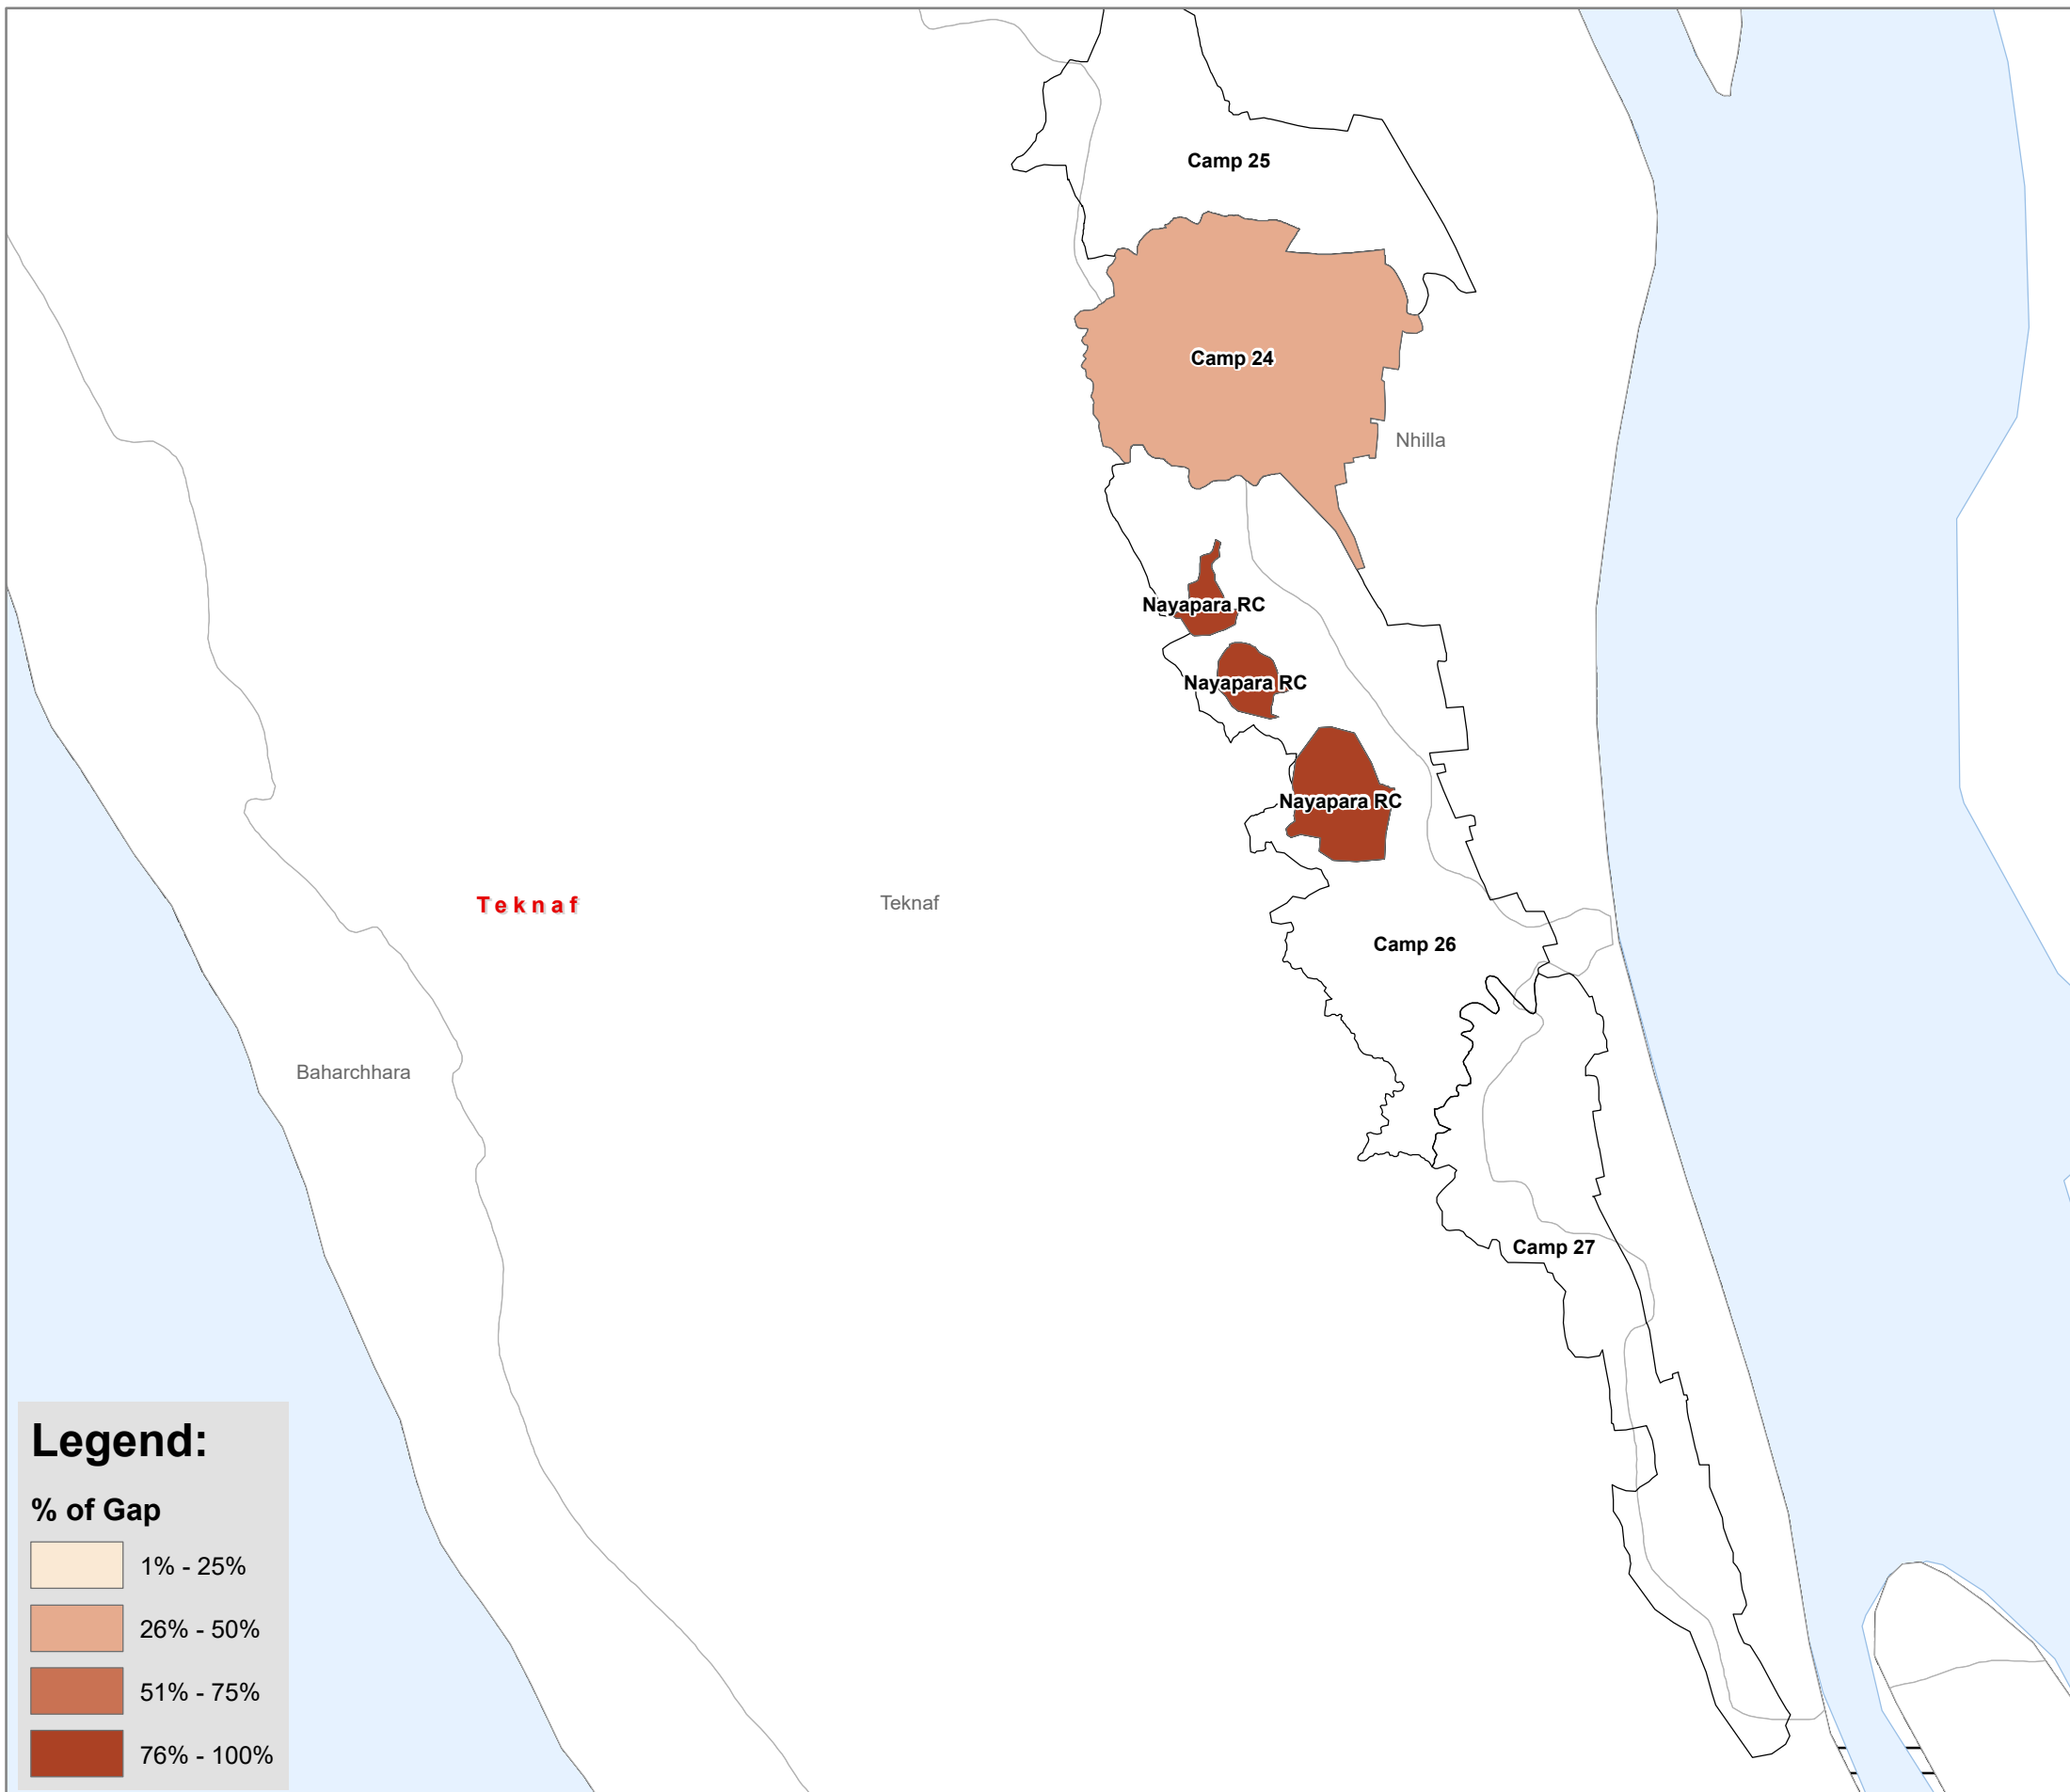 Camp 25
Camp 24
Nhilla
Nayapara RC
Nayapara RC
Nayapara RC
Teknaf
Teknaf
Camp 26
Baharchhara
Camp 27
Legend:
% of Gap
1% - 25%
26% - 50%
51% - 75%
76% - 100%